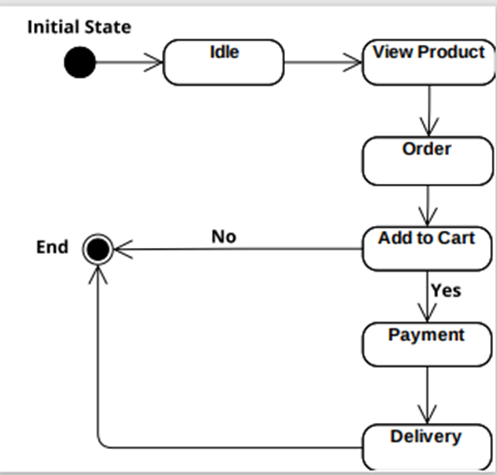 Initial State
Idle
View Product
Order
Add to Cart
No
End
Yes
Payment
Delivery